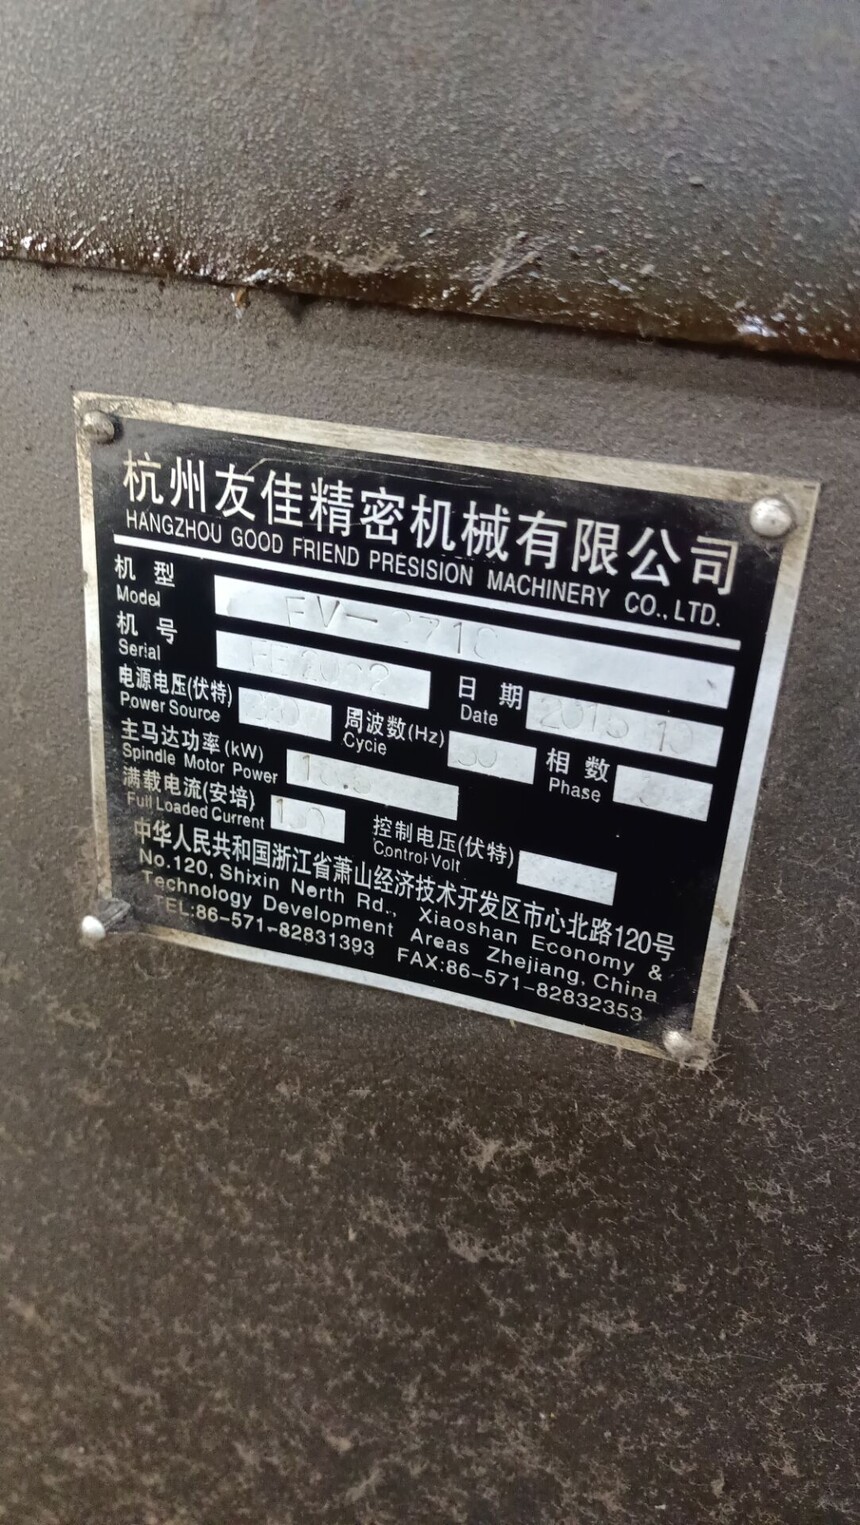 杭州友佳精密机械有限公司
HANGZHOU GOOD FRIEND PRESISION MACHINERY CO., LTD.
机 型
Model
机 号
Serial
日 期
Date
电源电压(伏特)
Power Source
周波数(Hz)
Cycle
相 数
Phase
主马达功率(kW)
Spindle Motor Power
满载电流(安培)
Full Loaded Current
控制电压(伏特)
Control Volt
中华人民共和国浙江省萧山经济技术开发区市心北路120号
No.120, Shixin North Rd., Xiaoshan Economy &
Technology Development Areas Zhejiang, China
TEL:86-571-82831393 FAX:86-571-82832353